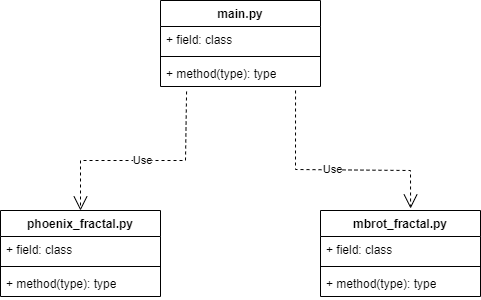 main.py
+ field: class
+ method(type): type
Use
Use
phoenix_fractal.py
+ field: class
+ method(type): type
mbrot_fractal.py
+ field: class
+ method(type): type